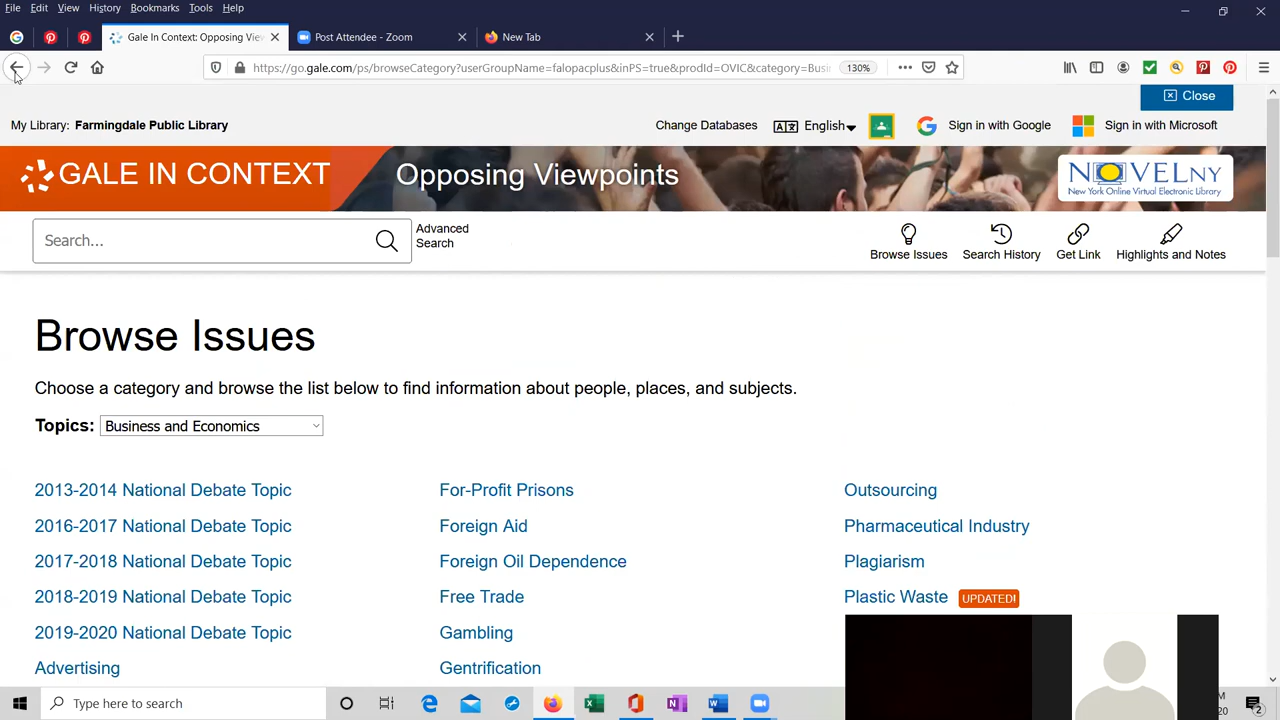 File Edit View History Bookmarks Tools Help
Gale In Context: Opposing View
Post Attendee - Zoom
New Tab
https://go.gale.com/ps/browseCategory?userGroupName=falopacplus&inPS=true&prodId=OVIC&category=Busi
130%
Close
My Library: Farmingdale Public Library
Change Databases
English
Sign in with Google
Sign in with Microsoft
GALE IN CONTEXT
Opposing Viewpoints
NOVELNY
New York Online Virtual Electronic Library
Search...
Advanced
Search
Browse Issues
Search History
Get Link
Highlights and Notes
Browse Issues
Choose a category and browse the list below to find information about people, places, and subjects.
Topics: Business and Economics
2013-2014 National Debate Topic
2016-2017 National Debate Topic
2017-2018 National Debate Topic
2018-2019 National Debate Topic
2019-2020 National Debate Topic
Advertising
For-Profit Prisons
Foreign Aid
Foreign Oil Dependence
Free Trade
Gambling
Gentrification
Outsourcing
Pharmaceutical Industry
Plagiarism
Plastic Waste UPDATED!
Type here to search
M
20
2